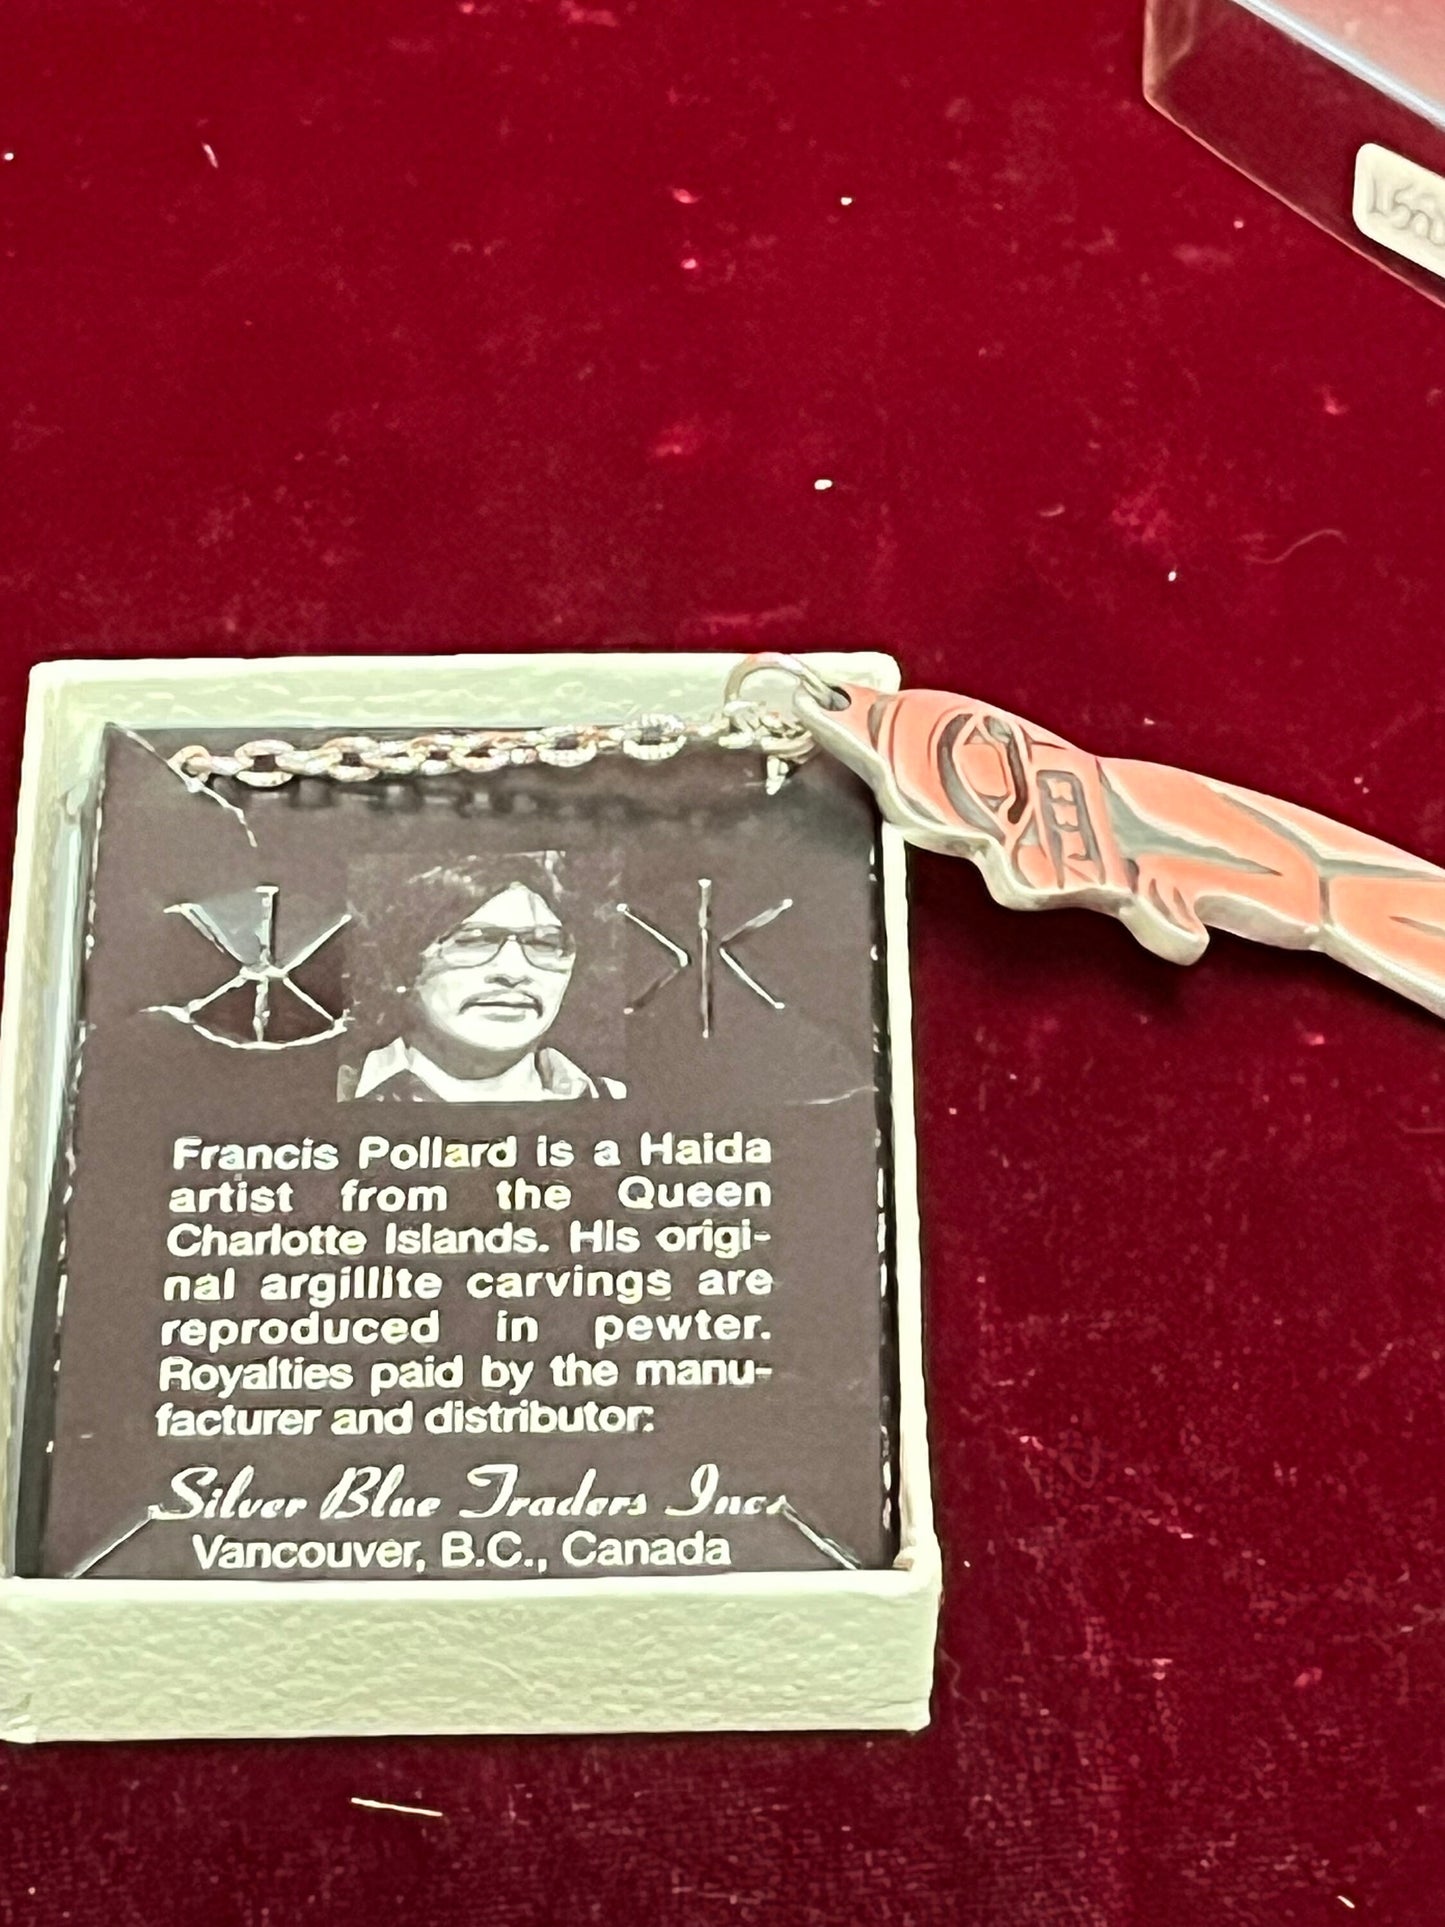 Francis Pollard is a Haida
artist from the Queen
Charlotte Islands. His origi-
nal argillite carvings are
reproduced in pewter.
Royalties paid by the manu-
facturer and distributor:
Silver Blue Traders Inc.
Vancouver, B.C., Canada